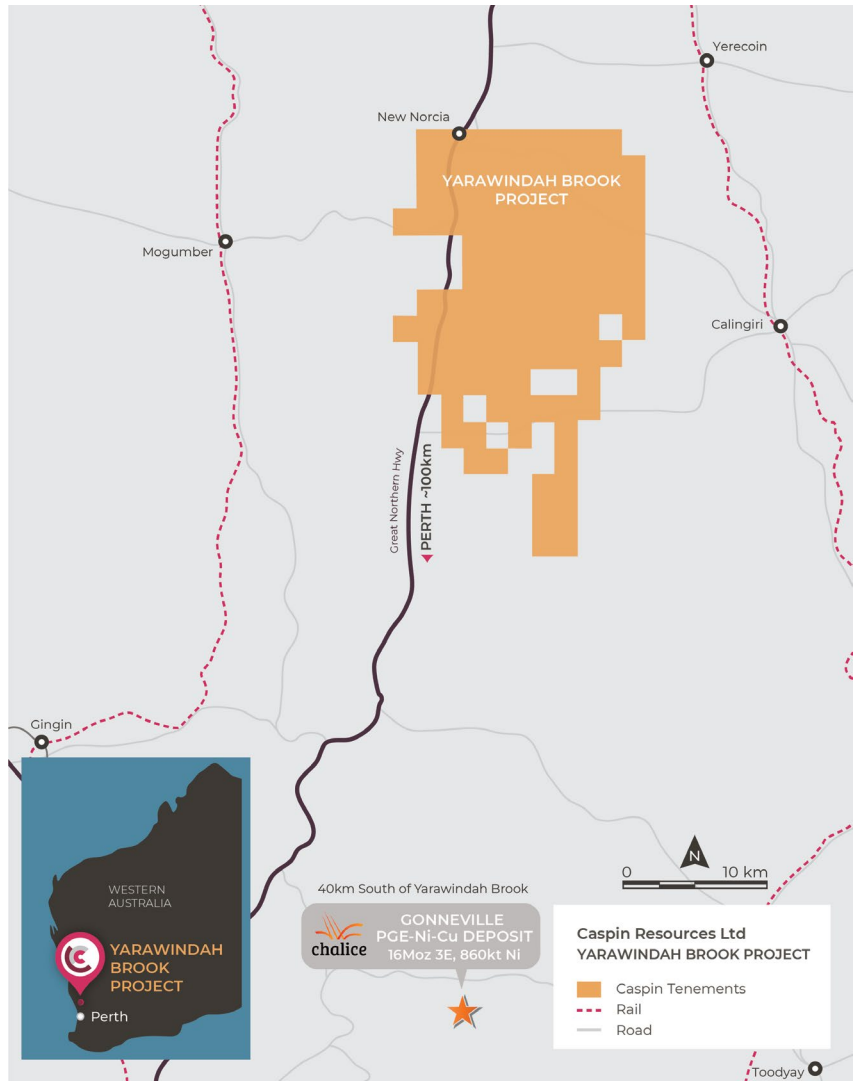 Yerecoin
New Norcia
YARAWINDAH BROOK
PROJECT
Mogumber
Calingiri
Great Northern Hwy
PERTH ~100km
Gingin
WESTERN
AUSTRALIA
YARAWINDAH
BROOK
PROJECT
Perth
40km South of Yarawindah Brook
chalice
GONNEVILLE
PGE-Ni-Cu DEPOSIT
16Moz 3E, 860kt Ni
N
0 10 km
Caspin Resources Ltd
YARAWINDAH BROOK PROJECT
Caspin Tenements
Rail
Road
Toodyay